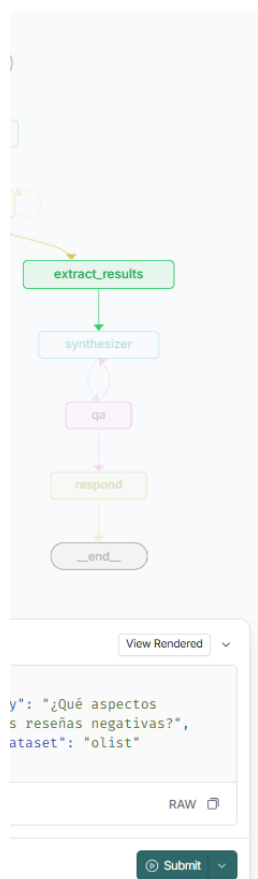 extract_results
synthesizer
qa
respond
__end__
View Rendered
y": "¿Qué aspectos
s reseñas negativas?",
ataset": "olist"
RAW
Submit